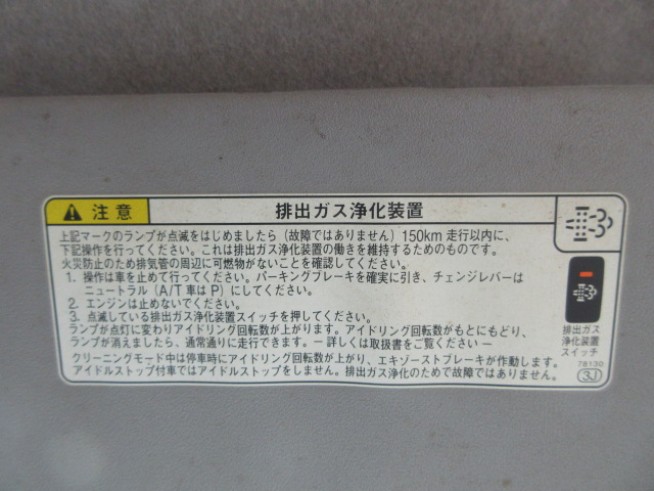 注意
排出ガス浄化装置
上記マークのランプが点滅をはじめましたら(故障ではありません)150km 走行以内に、
下記操作を行ってください。これは排出ガス浄化装置の働きを維持するためのものです。
火災防止のため排気管の周辺に可燃物がないことを確認してください。
1. 操作は車を止めて行ってください。パーキングブレーキを確実に引き、チェンジレバーは
ニュートラル(A/T 車は P)にしてください。
2. エンジンは止めないでください。
3. 点滅している排出ガス浄化装置スイッチを押してください。
ランプが点灯に変わりアイドリング回転数が上がります。アイドリング回転数がもとにもどり、
ランプが消えましたら、通常通りに走行できます。－詳しくは取扱書をご覧ください－
クリーニングモード中は停車時にアイドリング回転数が上がり、エキゾーストブレーキが作動します。
アイドルストップ付車ではアイドルストップをしません。排出ガス浄化のためで故障ではありません。
排出ガス
浄化装置
スイッチ
78130
3J